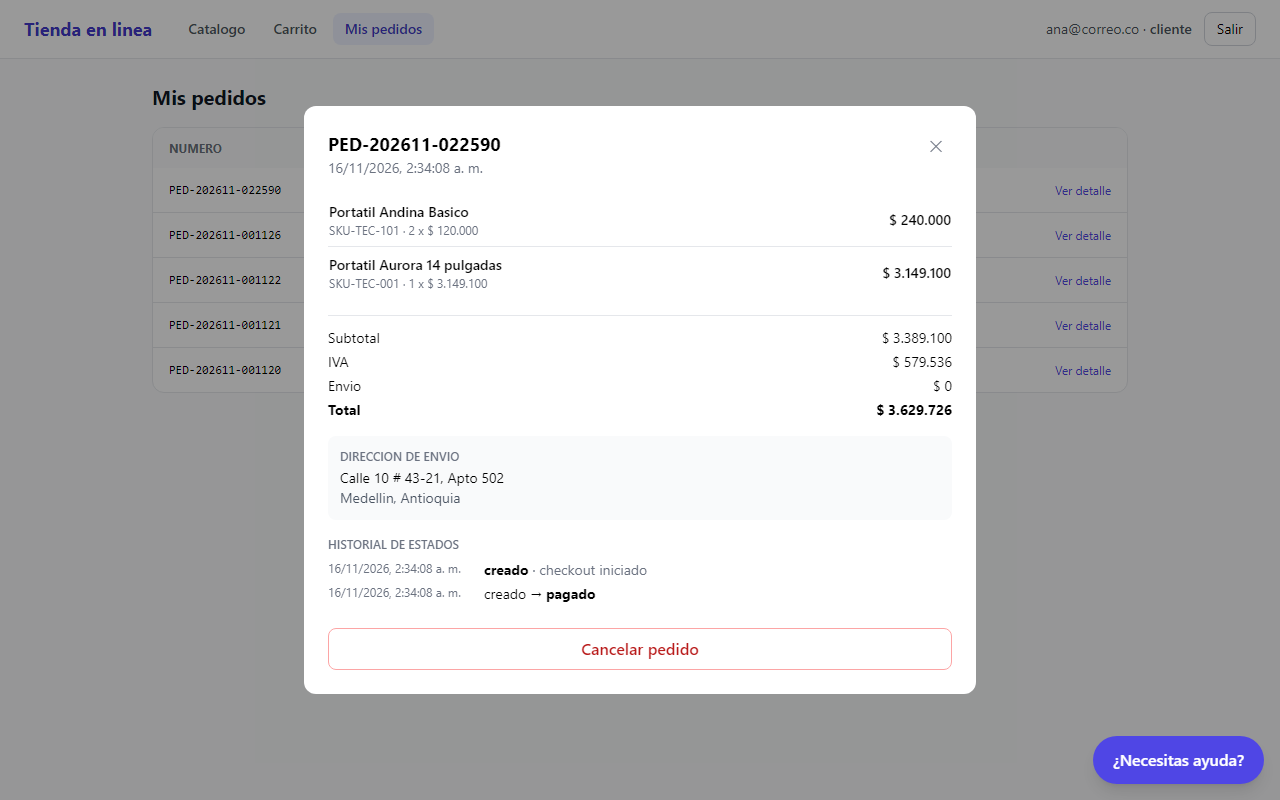 Tienda en linea
Catalogo
Carrito
Mis pedidos
ana@correo.co · cliente
Salir
Mis pedidos
NUMERO
PED-202611-022590 Ver detalle
PED-202611-001126 Ver detalle
PED-202611-001122 Ver detalle
PED-202611-001121 Ver detalle
PED-202611-001120 Ver detalle
PED-202611-022590
16/11/2026, 2:34:08 a. m.
Portatil Andina Basico
SKU-TEC-101 · 2 x $ 120.000
$ 240.000
Portatil Aurora 14 pulgadas
SKU-TEC-001 · 1 x $ 3.149.100
$ 3.149.100
Subtotal $ 3.389.100
IVA $ 579.536
Envio $ 0
Total $ 3.629.726
DIRECCION DE ENVIO
Calle 10 # 43-21, Apto 502
Medellin, Antioquia
HISTORIAL DE ESTADOS
16/11/2026, 2:34:08 a. m. creado · checkout iniciado
16/11/2026, 2:34:08 a. m. creado → pagado
Cancelar pedido
¿Necesitas ayuda?